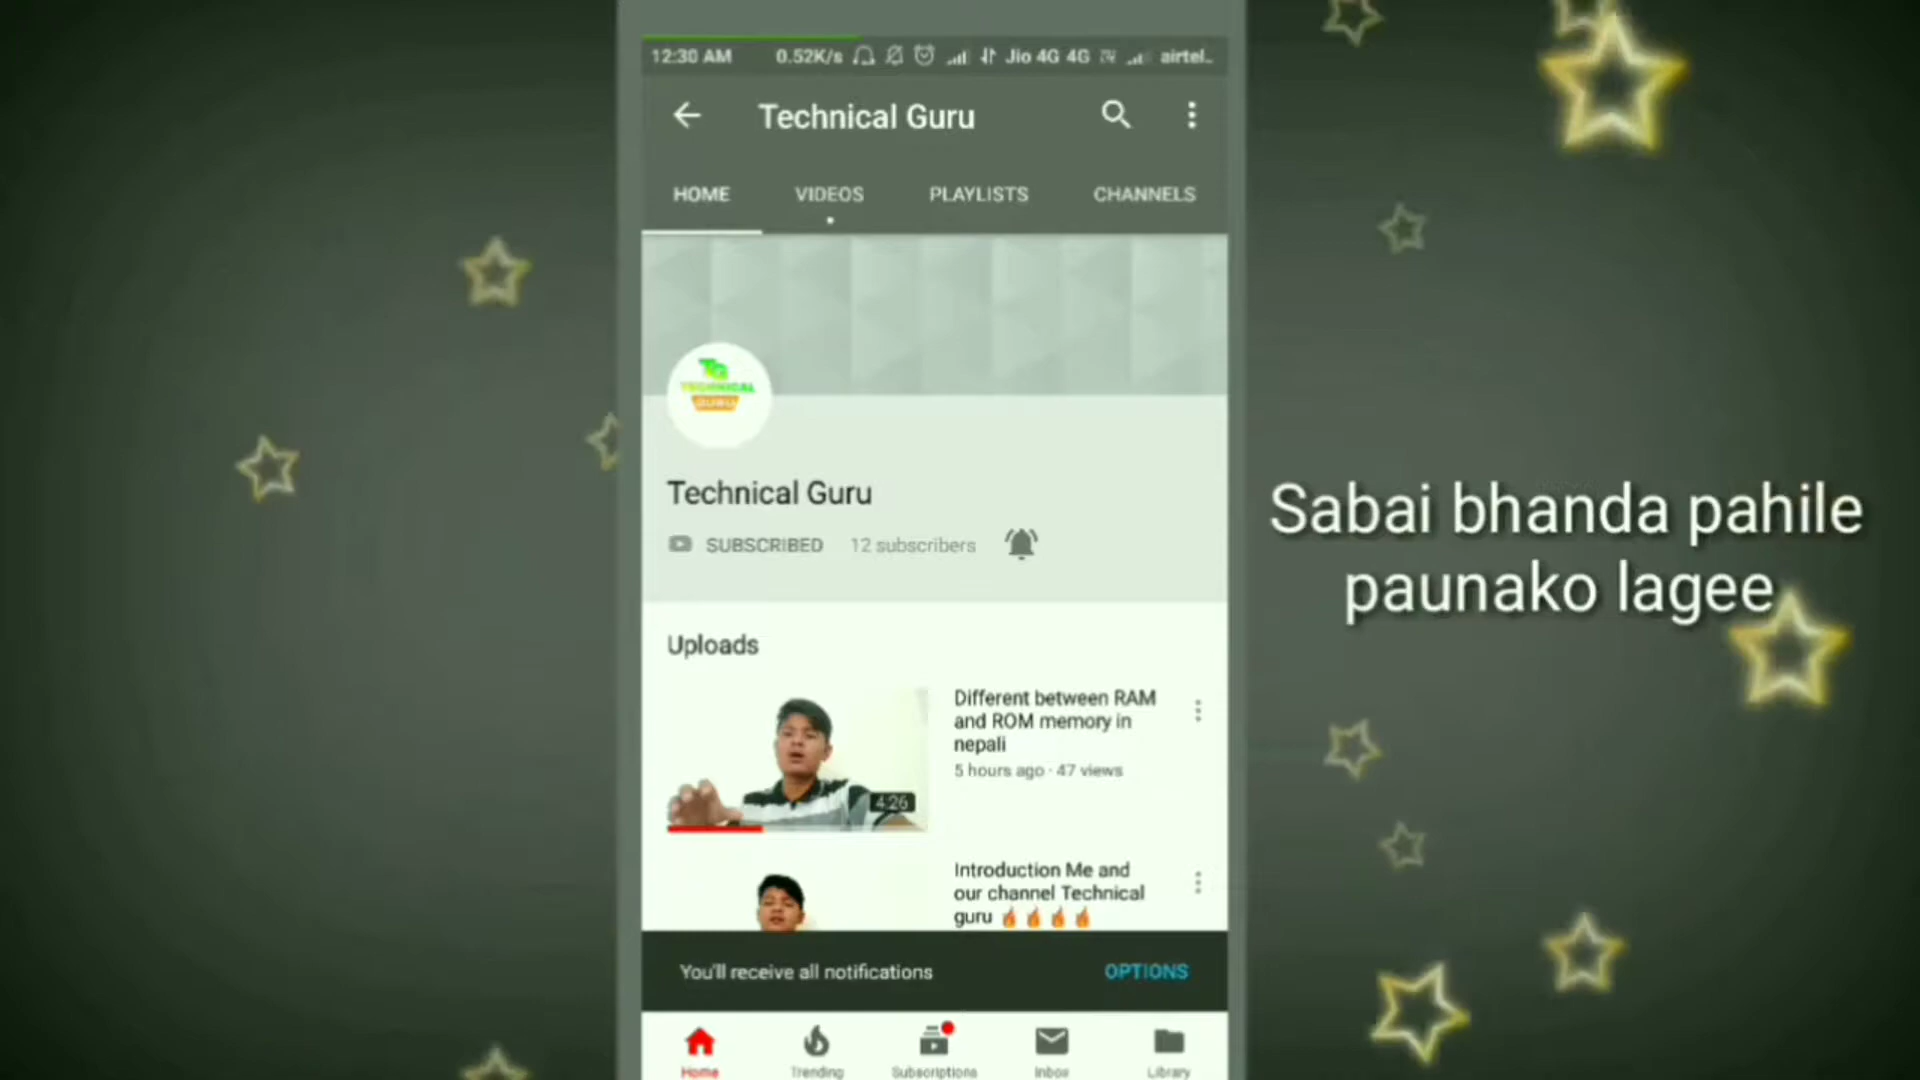 12:30 AM 0.52K/s Jio 4G 4G airtel..
Technical Guru
HOME VIDEOS PLAYLISTS CHANNELS
TG
TECHNICAL
GURU
Technical Guru
SUBSCRIBED 12 subscribers
Uploads
Different between RAM
and ROM memory in
nepali
5 hours ago · 47 views
4:26
Introduction Me and
our channel Technical
guru 🔥🔥🔥🔥
You'll receive all notifications OPTIONS
Home Trending Subscriptions Inbox Library
Sabai bhanda pahile
paunako lagee